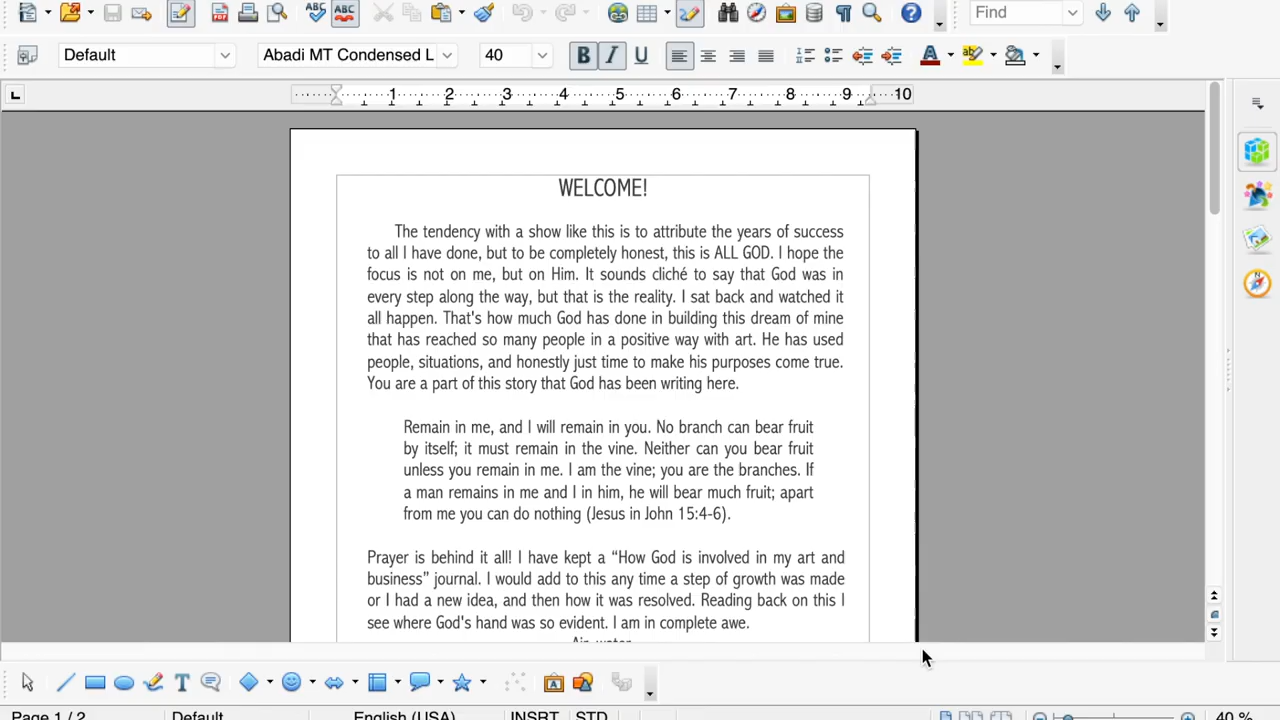 Find
Default
Abadi MT Condensed L
40
B I U
A
1 2 3 4 5 6 7 8 9 10
WELCOME!
The tendency with a show like this is to attribute the years of success
to all I have done, but to be completely honest, this is ALL GOD. I hope the
focus is not on me, but on Him. It sounds cliché to say that God was in
every step along the way, but that is the reality. I sat back and watched it
all happen. That's how much God has done in building this dream of mine
that has reached so many people in a positive way with art. He has used
people, situations, and honestly just time to make his purposes come true.
You are a part of this story that God has been writing here.
Remain in me, and I will remain in you. No branch can bear fruit
by itself; it must remain in the vine. Neither can you bear fruit
unless you remain in me. I am the vine; you are the branches. If
a man remains in me and I in him, he will bear much fruit; apart
from me you can do nothing (Jesus in John 15:4-6).
Prayer is behind it all! I have kept a “How God is involved in my art and
business” journal. I would add to this any time a step of growth was made
or I had a new idea, and then how it was resolved. Reading back on this I
see where God's hand was so evident. I am in complete awe.
Page 1 / 2 Default English (USA) INSRT STD 40 %